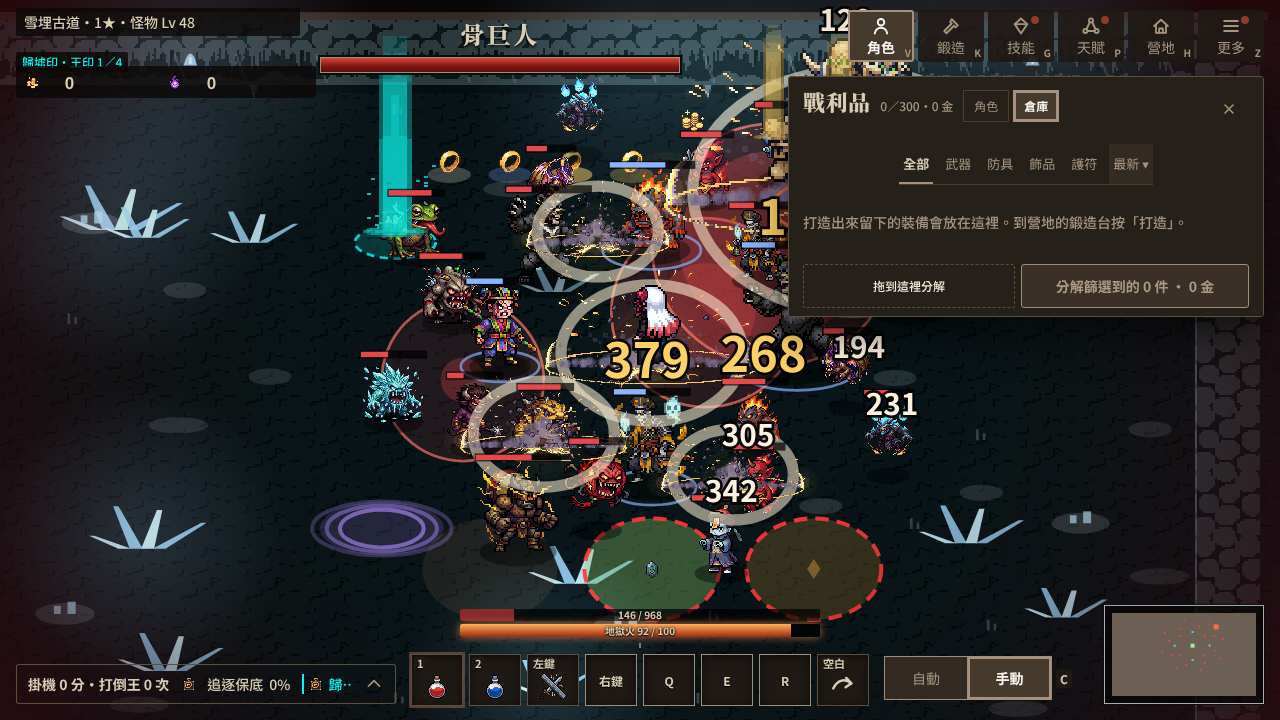 雪埋古道・1★・怪物 Lv 48
歸墟印・王印 1／4
0
0
骨巨人
角色 V
鍛造 K
技能 G
天賦 P
營地 H
更多 Z
戰利品
0／300・0 金
角色
倉庫
全部
武器
防具
飾品
護符
最新▾
打造出來留下的裝備會放在這裡。到營地的鍛造台按「打造」。
拖到這裡分解
分解篩選到的 0 件 ・ 0 金
379
268
194
231
305
342
146 / 968
地獄火 92 / 100
掛機 0 分・打倒王 0 次
追逐保底 0%
歸‥
1
2
左鍵
右鍵
Q
E
R
空白
自動
手動
C